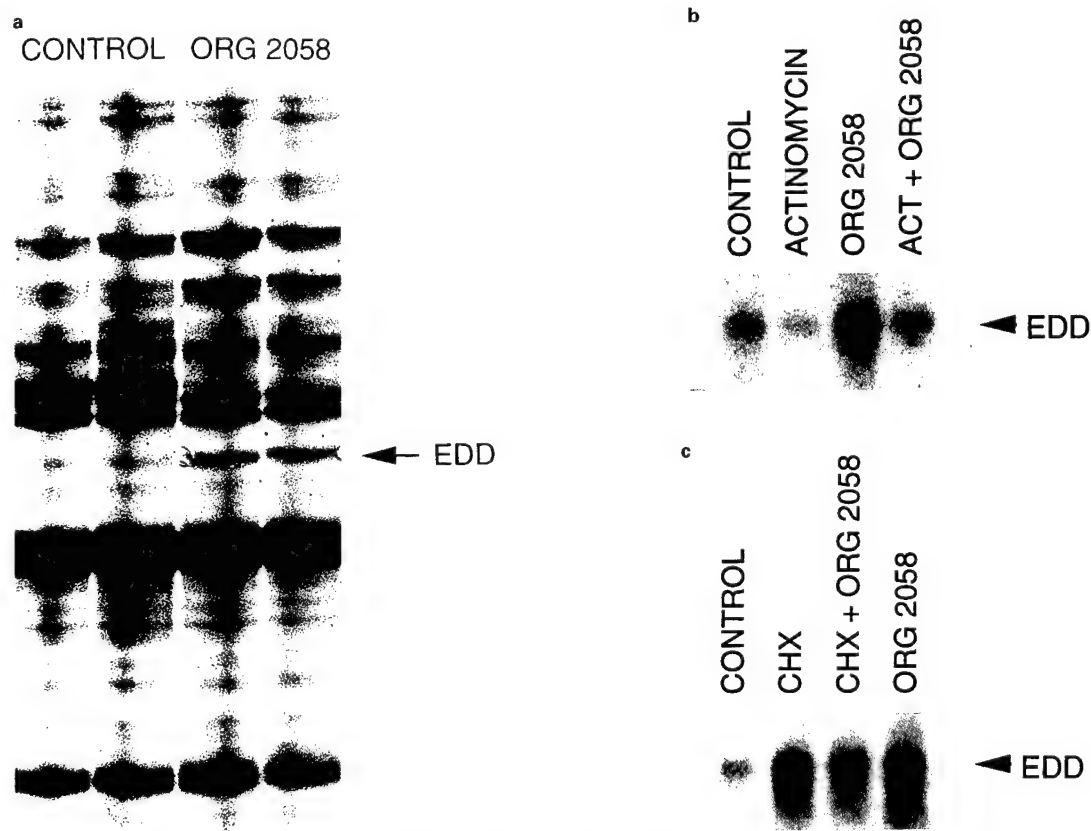 a
CONTROL ORG 2058
EDD
b
CONTROL
ACTINOMYCIN
ORG 2058
ACT + ORG 2058
EDD
c
CONTROL
CHX
CHX + ORG 2058
ORG 2058
EDD